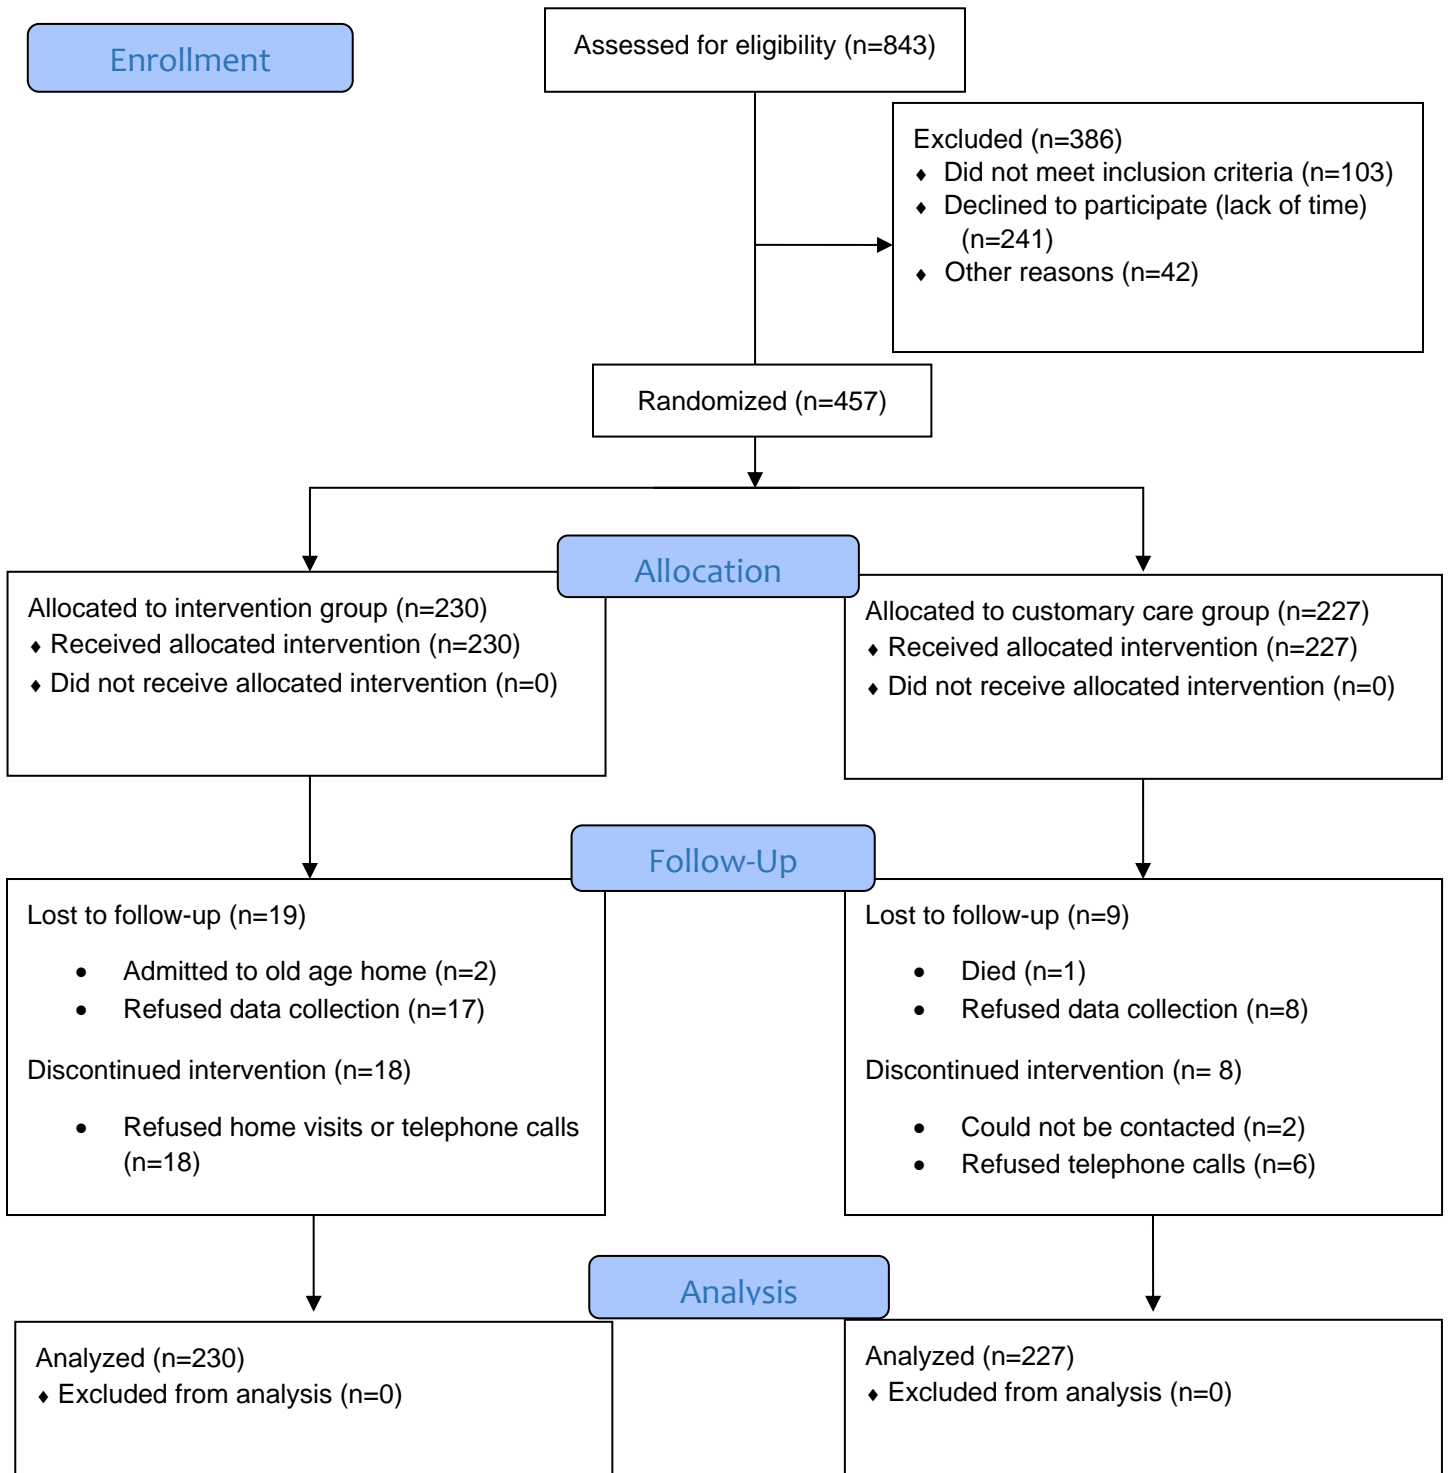 Enrollment
Assessed for eligibility (n=843)
Excluded (n=386)
⬧ Did not meet inclusion criteria (n=103)
⬧ Declined to participate (lack of time)
(n=241)
⬧ Other reasons (n=42)
Randomized (n=457)
Allocation
Allocated to intervention group (n=230)
⬧ Received allocated intervention (n=230)
⬧ Did not receive allocated intervention (n=0)
Allocated to customary care group (n=227)
⬧ Received allocated intervention (n=227)
⬧ Did not receive allocated intervention (n=0)
Follow-Up
Lost to follow-up (n=19)
• Admitted to old age home (n=2)
• Refused data collection (n=17)
Discontinued intervention (n=18)
• Refused home visits or telephone calls
(n=18)
Lost to follow-up (n=9)
• Died (n=1)
• Refused data collection (n=8)
Discontinued intervention (n= 8)
• Could not be contacted (n=2)
• Refused telephone calls (n=6)
Analysis
Analyzed (n=230)
⬧ Excluded from analysis (n=0)
Analyzed (n=227)
⬧ Excluded from analysis (n=0)